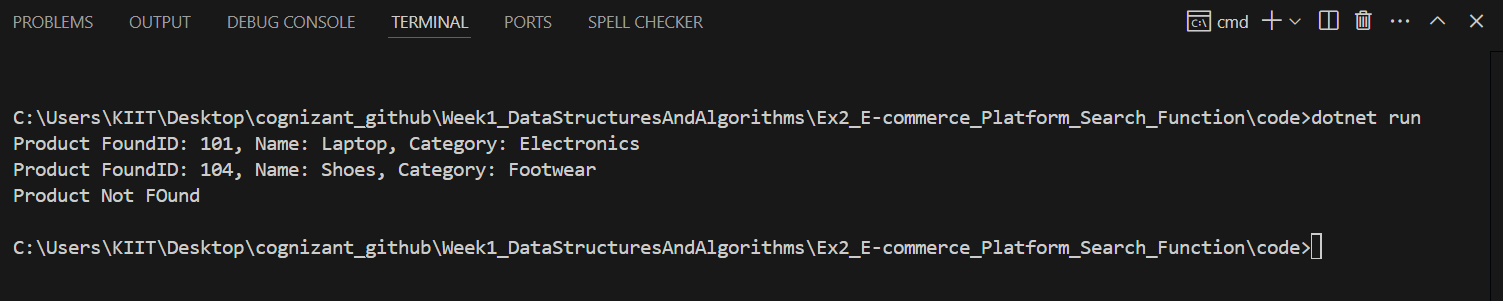 PROBLEMS OUTPUT DEBUG CONSOLE TERMINAL PORTS SPELL CHECKER cmd
C:\Users\KIIT\Desktop\cognizant_github\Week1_DataStructuresAndAlgorithms\Ex2_E-commerce_Platform_Search_Function\code>dotnet run
Product FoundID: 101, Name: Laptop, Category: Electronics
Product FoundID: 104, Name: Shoes, Category: Footwear
Product Not FOund
C:\Users\KIIT\Desktop\cognizant_github\Week1_DataStructuresAndAlgorithms\Ex2_E-commerce_Platform_Search_Function\code>